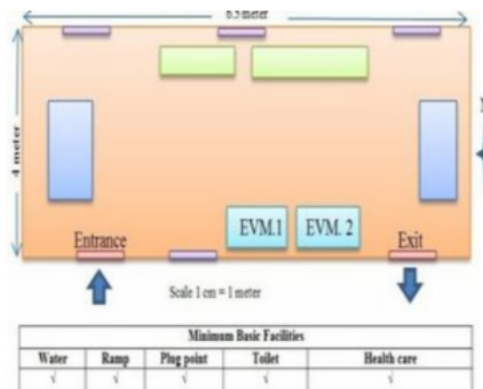 6.5 meter
4 meter
EVM.1
EVM. 2
Entrance
Exit
Scale 1 cm = 1 meter
Minimum Basic Facilities
Water Ramp Plug point Toilet Health care
√ √ √ √ √